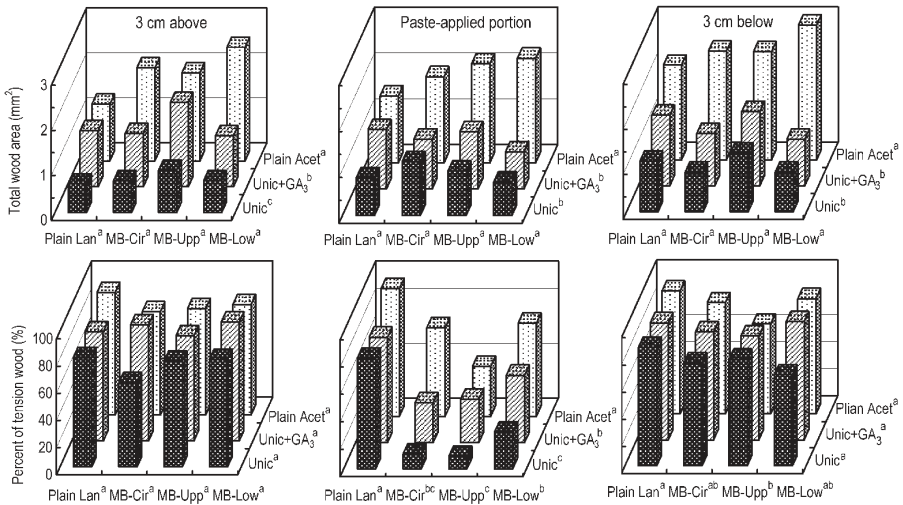 3 cm above
Total wood area (mm2)
3
2
1
0
Plain Aceta
Unic+GA3b
Unicc
Plain Lana MB-Cira MB-Uppa MB-Lowa
Paste-applied portion
Plain Aceta
Unic+GA3b
Unicb
Plain Lana MB-Cira MB-Uppa MB-Lowa
3 cm below
Plain Aceta
Unic+GA3b
Unicb
Plain Lana MB-Cira MB-Uppa MB-Lowa
Percent of tension wood (%)
100
80
60
40
20
0
Plain Aceta
Unic+GA3a
Unica
Plain Lana MB-Cira MB-Uppa MB-Lowa
Plain Aceta
Unic+GA3b
Unicc
Plain Lana MB-Cirbc MB-Uppc MB-Lowb
Plian Aceta
Unic+GA3a
Unica
Plain Lana MB-Cirab MB-Uppb MB-Lowab